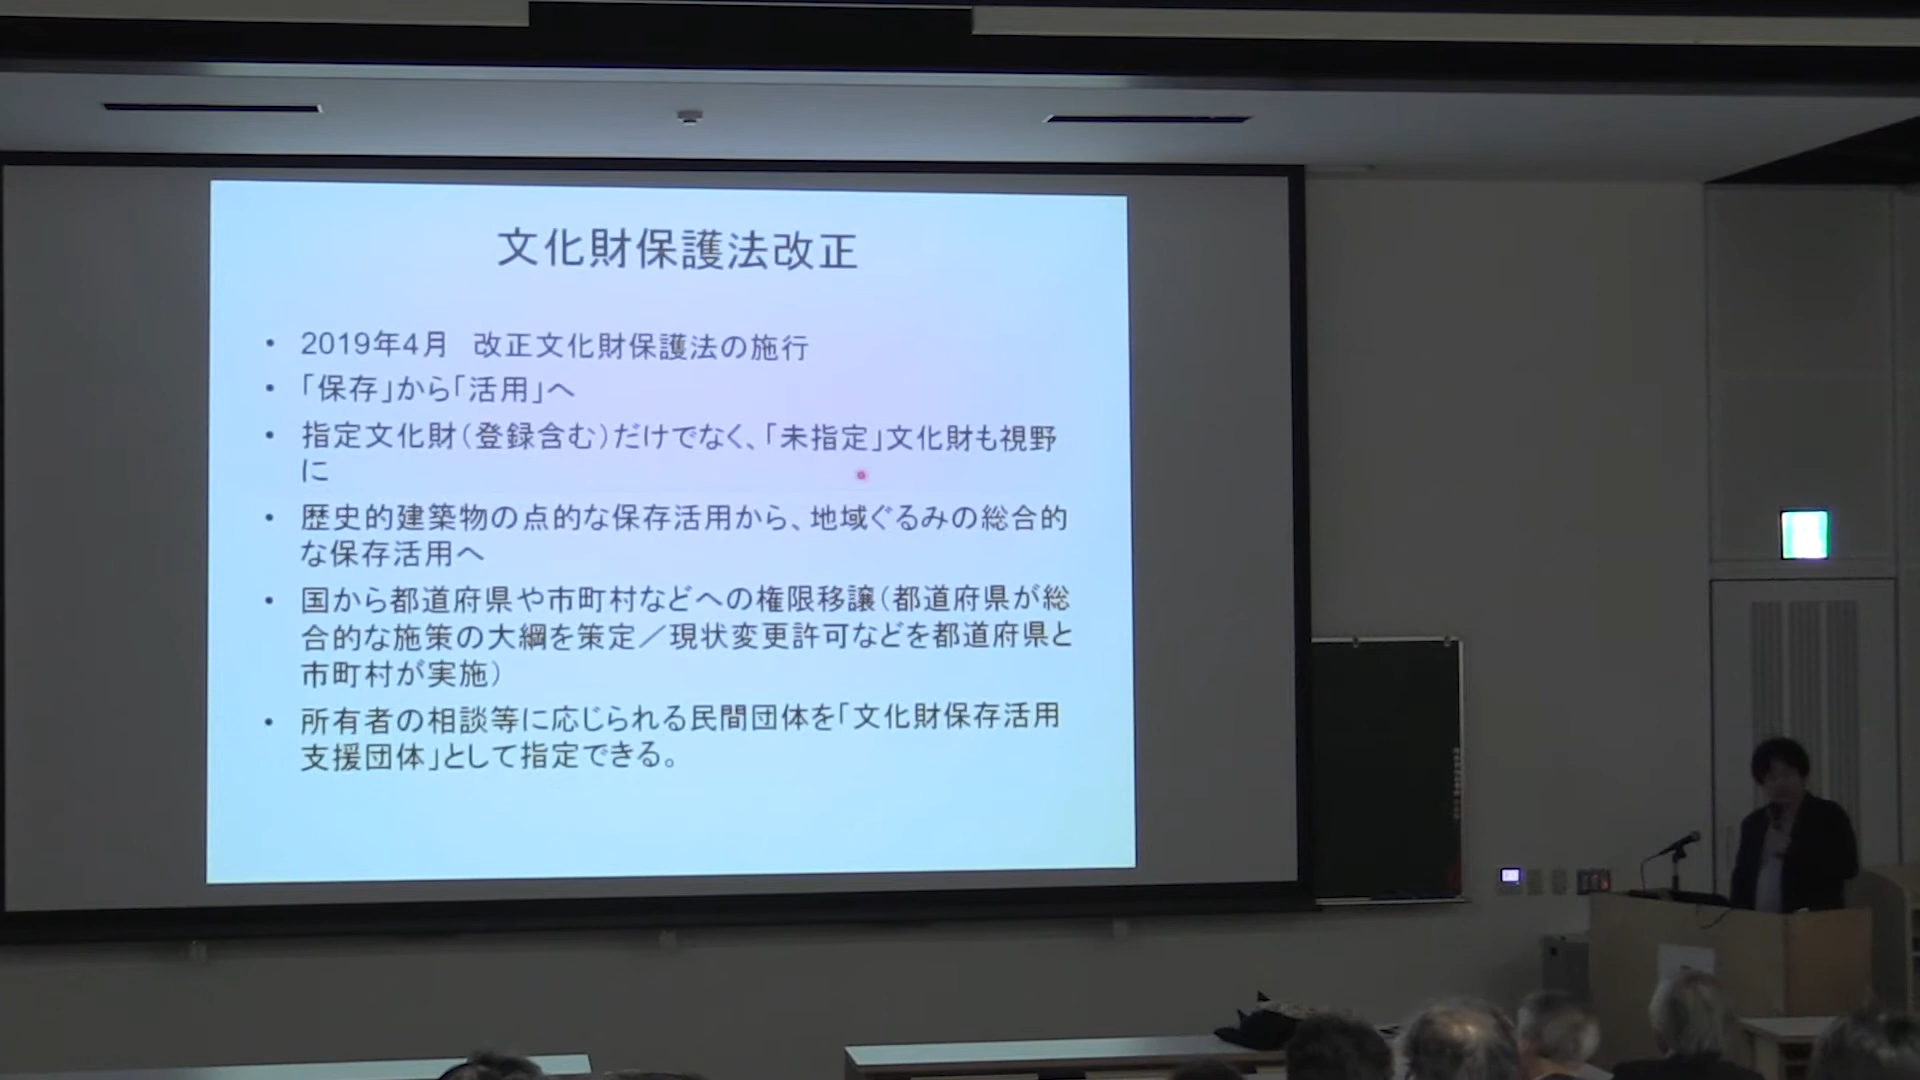 文化財保護法改正
• 2019年4月　改正文化財保護法の施行
• 「保存」から「活用」へ
• 指定文化財（登録含む）だけでなく、「未指定」文化財も視野
に
• 歴史的建築物の点的な保存活用から、地域ぐるみの総合的
な保存活用へ
• 国から都道府県や市町村などへの権限移譲（都道府県が総
合的な施策の大綱を策定／現状変更許可などを都道府県と
市町村が実施）
• 所有者の相談等に応じられる民間団体を「文化財保存活用
支援団体」として指定できる。